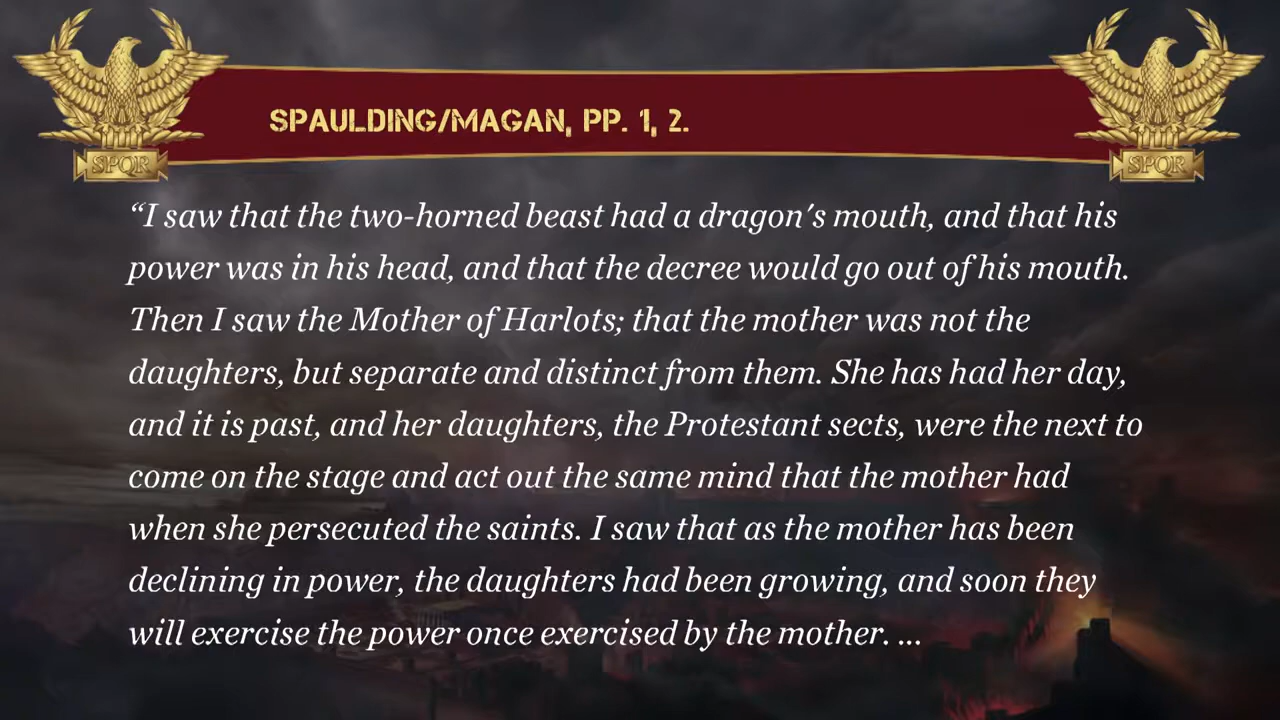 SPAULDING/MAGAN, PP. 1, 2.
SPQR
SPQR
“I saw that the two-horned beast had a dragon's mouth, and that his
power was in his head, and that the decree would go out of his mouth.
Then I saw the Mother of Harlots; that the mother was not the
daughters, but separate and distinct from them. She has had her day,
and it is past, and her daughters, the Protestant sects, were the next to
come on the stage and act out the same mind that the mother had
when she persecuted the saints. I saw that as the mother has been
declining in power, the daughters had been growing, and soon they
will exercise the power once exercised by the mother. ...